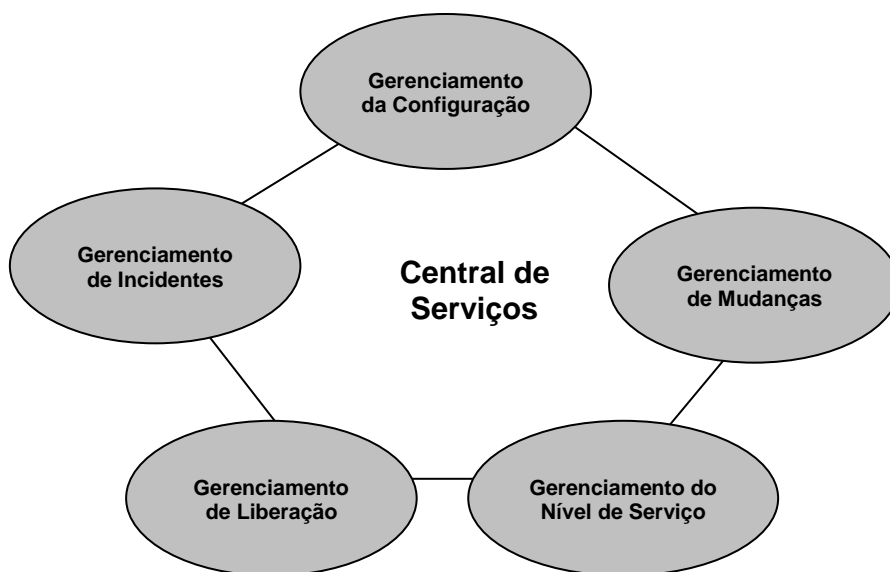 Gerenciamento
da Configuração
Gerenciamento
de Incidentes
Central de
Serviços
Gerenciamento
de Mudanças
Gerenciamento
de Liberação
Gerenciamento do
Nível de Serviço